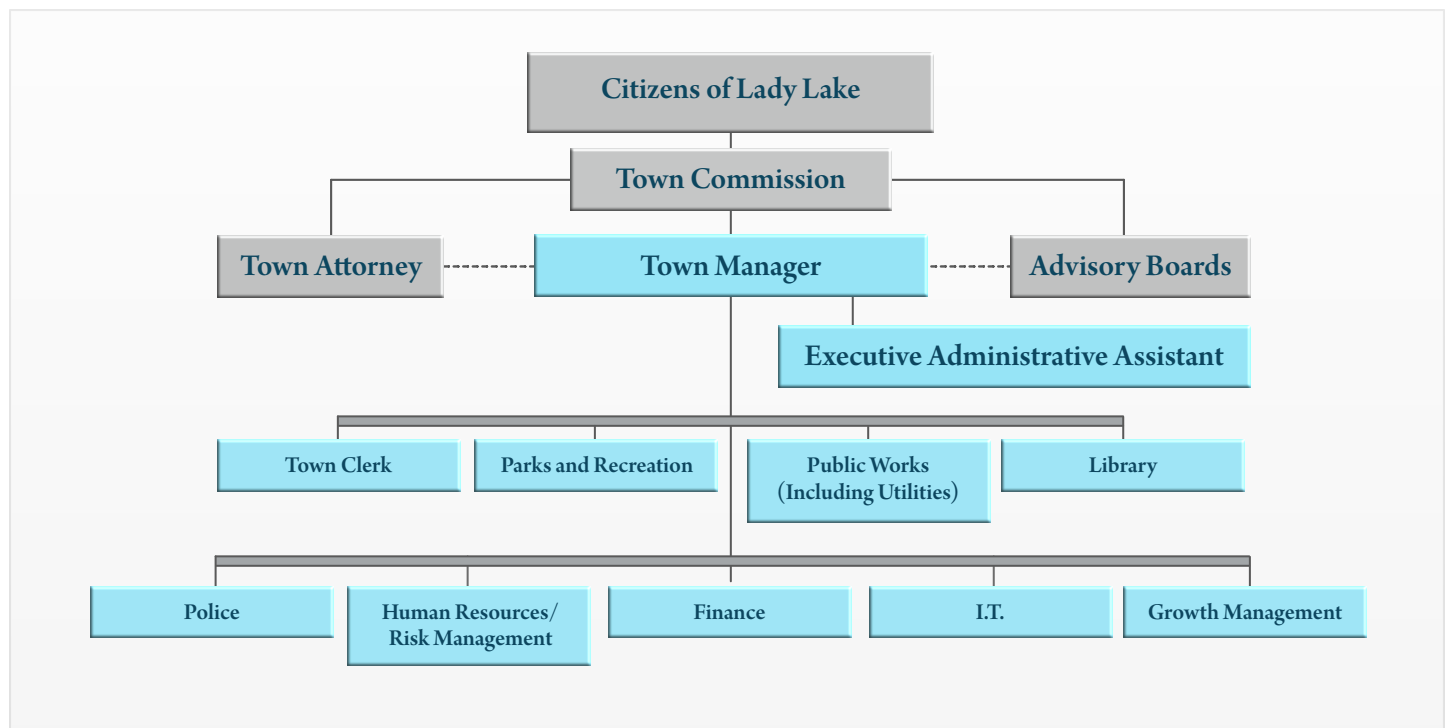 Citizens of Lady Lake
Town Commission
Town Attorney
Town Manager
Advisory Boards
Executive Administrative Assistant
Town Clerk
Parks and Recreation
Public Works
(Including Utilities)
Library
Police
Human Resources/
Risk Management
Finance
I.T.
Growth Management